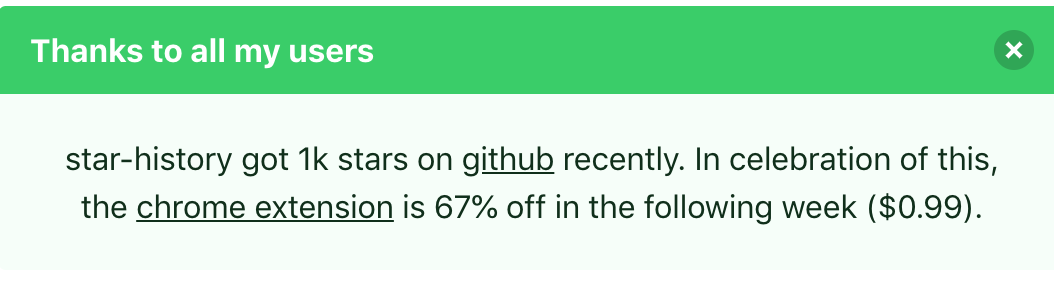 Thanks to all my users
star-history got 1k stars on github recently. In celebration of this,
the chrome extension is 67% off in the following week ($0.99).